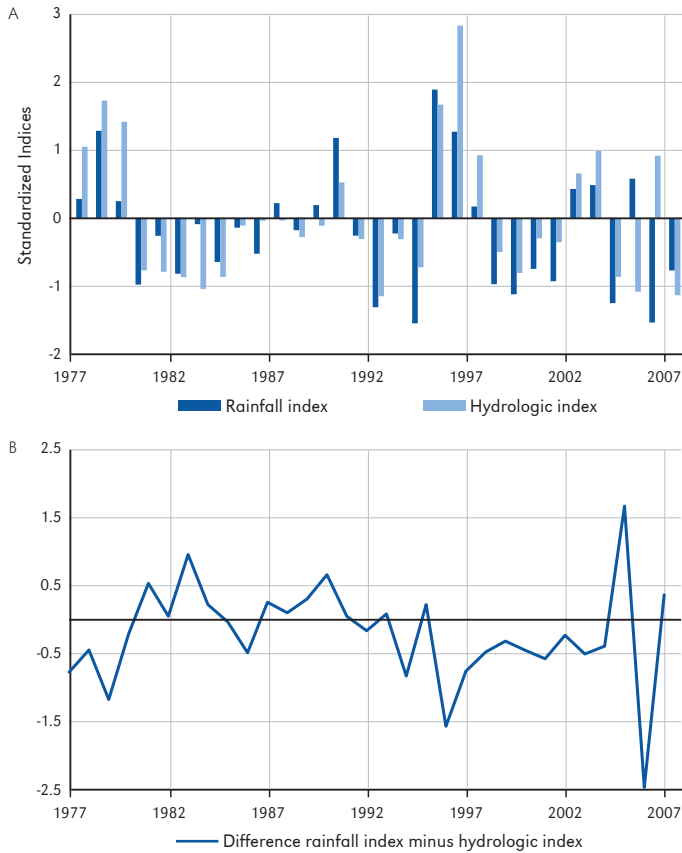 A
3
2
1
0
-1
-2
Standardized Indices
1977 1982 1987 1992 1997 2002 2007
Rainfall index Hydrologic index
B
2.5
1.5
0.5
-0.5
-1.5
-2.5
1977 1982 1987 1992 1997 2002 2007
Difference rainfall index minus hydrologic index